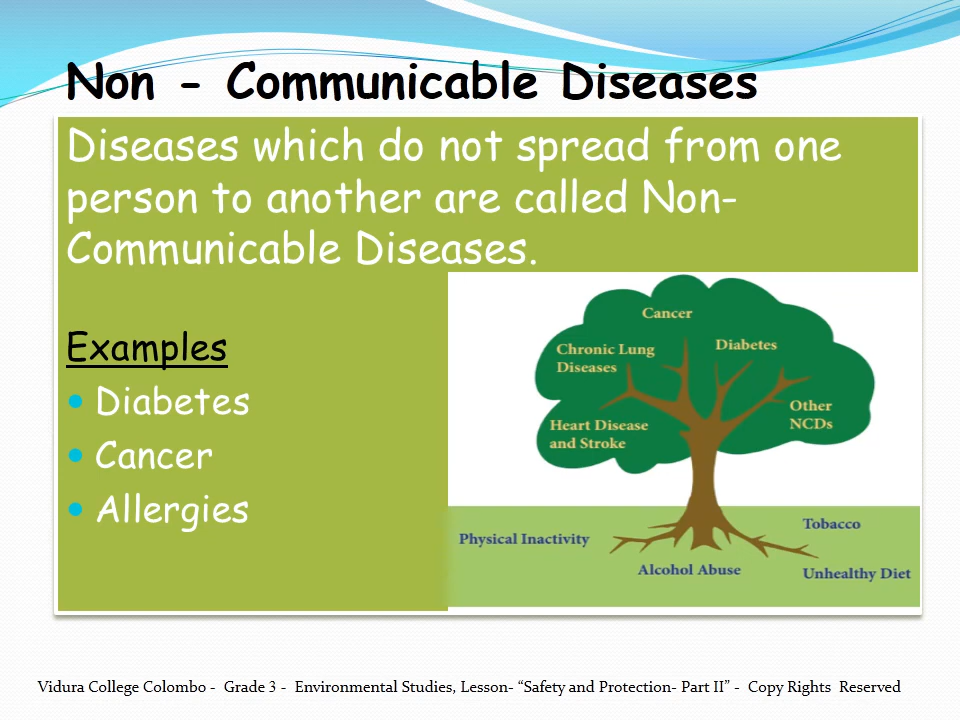 Non - Communicable Diseases
Diseases which do not spread from one
person to another are called Non-
Communicable Diseases.
Examples
Diabetes
Cancer
Allergies
Cancer
Chronic Lung
Diseases
Diabetes
Other
NCDs
Heart Disease
and Stroke
Physical Inactivity
Tobacco
Alcohol Abuse
Unhealthy Diet
Vidura College Colombo - Grade 3 - Environmental Studies, Lesson- “Safety and Protection- Part II” - Copy Rights Reserved